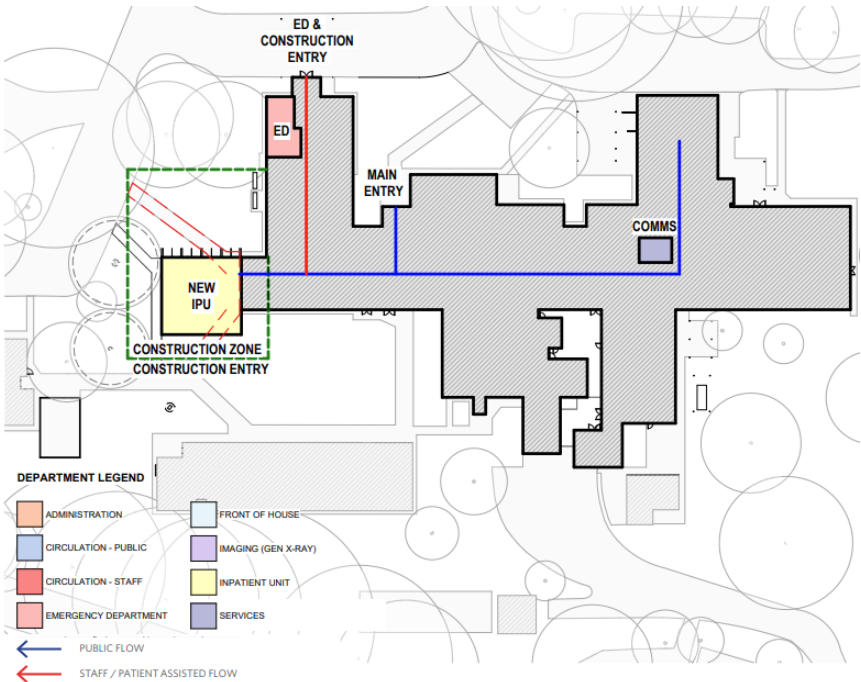 ED &
CONSTRUCTION
ENTRY
ED
MAIN
ENTRY
COMMS
NEW
IPU
CONSTRUCTION ZONE
CONSTRUCTION ENTRY
DEPARTMENT LEGEND
ADMINISTRATION
FRONT OF HOUSE
CIRCULATION - PUBLIC
IMAGING (GEN X-RAY)
CIRCULATION - STAFF
INPATIENT UNIT
EMERGENCY DEPARTMENT
SERVICES
PUBLIC FLOW
STAFF / PATIENT ASSISTED FLOW